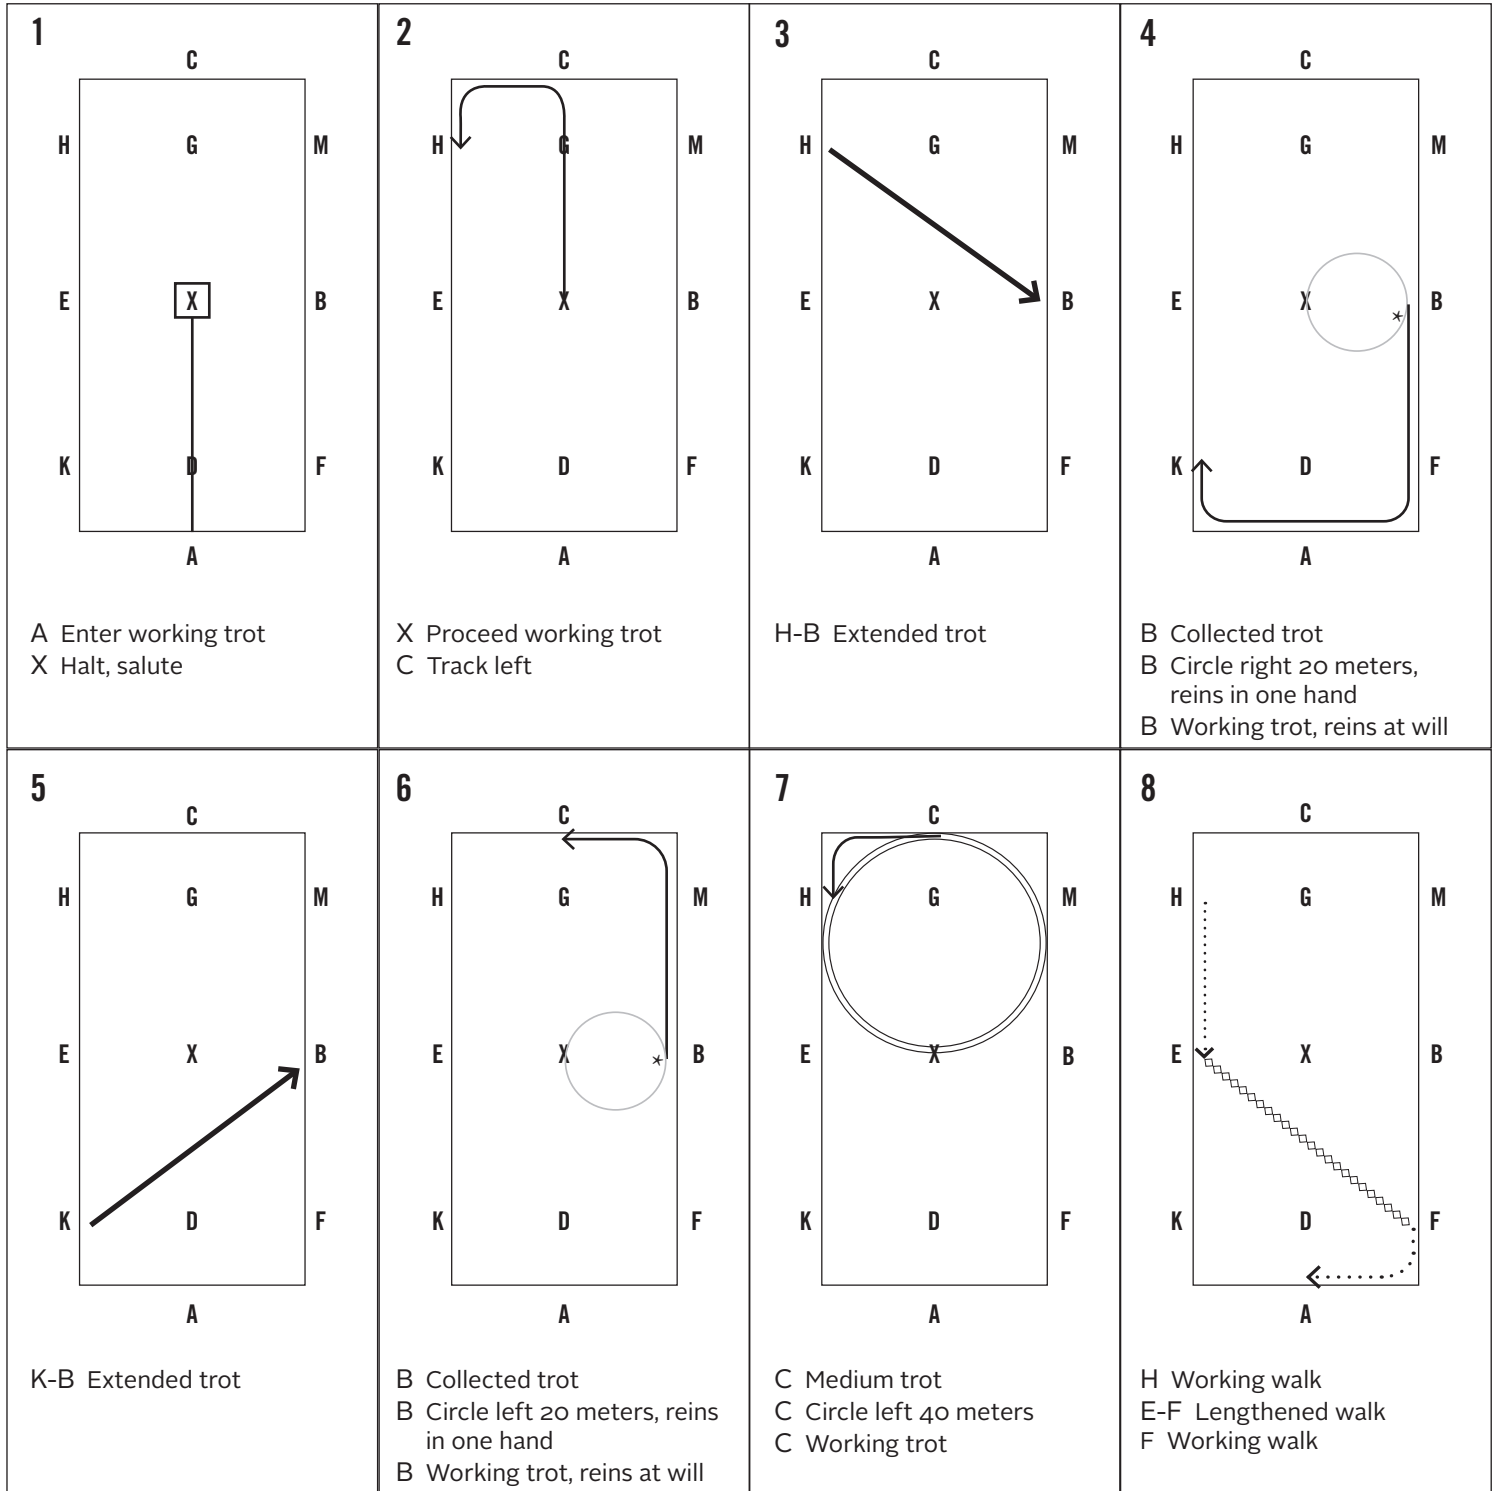 1
C
H G M
E X B
K D F
A
A Enter working trot
X Halt, salute
2
C
H G M
E X B
K D F
A
X Proceed working trot
C Track left
3
C
H G M
E X B
K D F
A
H-B Extended trot
4
C
H G M
E X B
*
K D F
A
B Collected trot
B Circle right 20 meters,
reins in one hand
B Working trot, reins at will
5
C
H G M
E X B
K D F
A
K-B Extended trot
6
C
H G M
E X * B
K D F
A
B Collected trot
B Circle left 20 meters, reins
in one hand
B Working trot, reins at will
7
C
H G M
E X B
K D F
A
C Medium trot
C Circle left 40 meters
C Working trot
8
C
H G M
E X B
K D F
A
H Working walk
E-F Lengthened walk
F Working walk